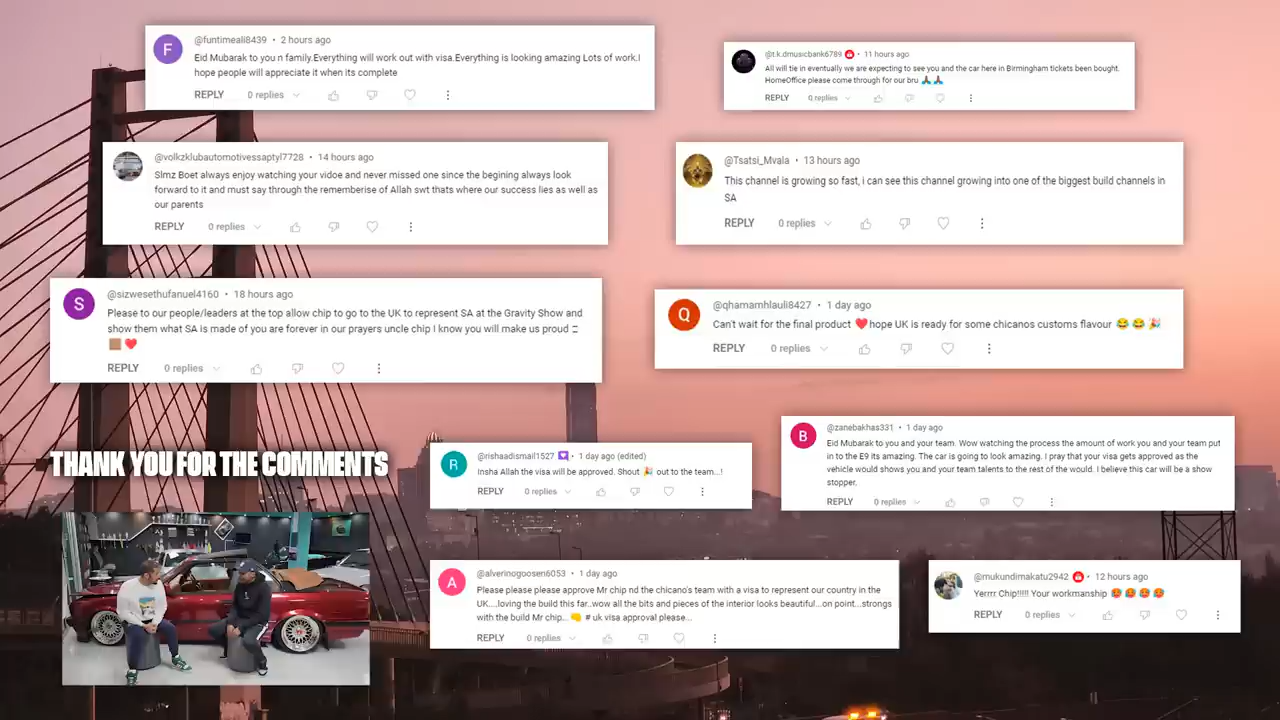 @funtimeali8439 • 2 hours ago
Eid Mubarak to you n family.Everything will work out with visa.Everything is looking amazing Lots of work.I
hope people will appreciate it when its complete
REPLY 0 replies
@t.k.dmusicbank6789 • 11 hours ago
All will tie in eventually we are expecting to see you and the car here in Birmingham tickets been bought.
HomeOffice please come through for our bru 🙏🏿🙏🏿
REPLY 0 replies
@volkzklubautomotivessaptyl7728 • 14 hours ago
Slmz Boet always enjoy watching your vidoe and never missed one since the begining always look
forward to it and must say through the rememberise of Allah swt thats where our success lies as well as
our parents
REPLY 0 replies
@Tsatsi_Mvala • 13 hours ago
This channel is growing so fast, i can see this channel growing into one of the biggest build channels in
SA
REPLY 0 replies
S
@sizwesethufanuel4160 • 18 hours ago
Please to our people/leaders at the top allow chip to go to the UK to represent SA at the Gravity Show and
show them what SA is made of you are forever in our prayers uncle chip I know you will make us proud
🏽❤️
REPLY 0 replies
Q
@qhamamhlauli8427 • 1 day ago
Can't wait for the final product ❤️hope UK is ready for some chicanos customs flavour 😂😂🎉
REPLY 0 replies
THANK YOU FOR THE COMMENTS
R
@rishaadismail1527 • 1 day ago (edited)
Insha Allah the visa will be approved. Shout 🎉 out to the team...!
REPLY 0 replies
B
@zanebakhas331 • 1 day ago
Eid Mubarak to you and your team. Wow watching the process the amount of work you and your team put
in to the E9 its amazing. The car is going to look amazing. I pray that your visa gets approved as the
vehicle would shows you and your team talents to the rest of the would. I believe this car will be a show
stopper.
REPLY 0 replies
A
@alverinogoosen6053 • 1 day ago
Please please please approve Mr chip nd the chicano's team with a visa to represent our country in the
UK....loving the build this far..wow all the bits and pieces of the interior looks beautiful...on point...strongs
with the build Mr chip... 👊 # uk visa approval please...
REPLY 0 replies
@mukundimakatu2942 • 12 hours ago
Yerrrr Chip!!!!! Your workmanship 🥵🥵🥵🥵
REPLY 0 replies